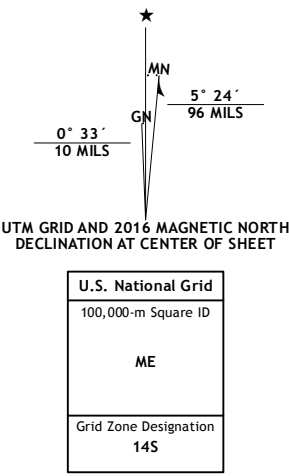 ★
MN
5° 24´
96 MILS
GN
0° 33´
10 MILS
UTM GRID AND 2016 MAGNETIC NORTH
DECLINATION AT CENTER OF SHEET
U.S. National Grid
100,000-m Square ID
ME
Grid Zone Designation
14S